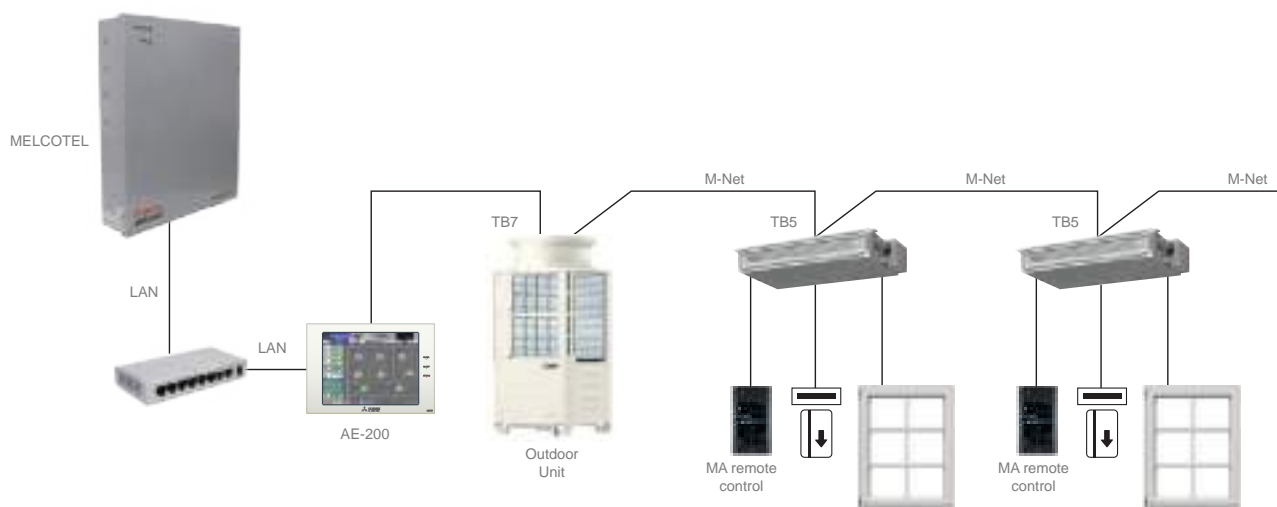 MELCOTEL
LAN
LAN
AE-200
TB7
Outdoor
Unit
M-Net
TB5
MA remote
control
M-Net
TB5
MA remote
control
M-Net